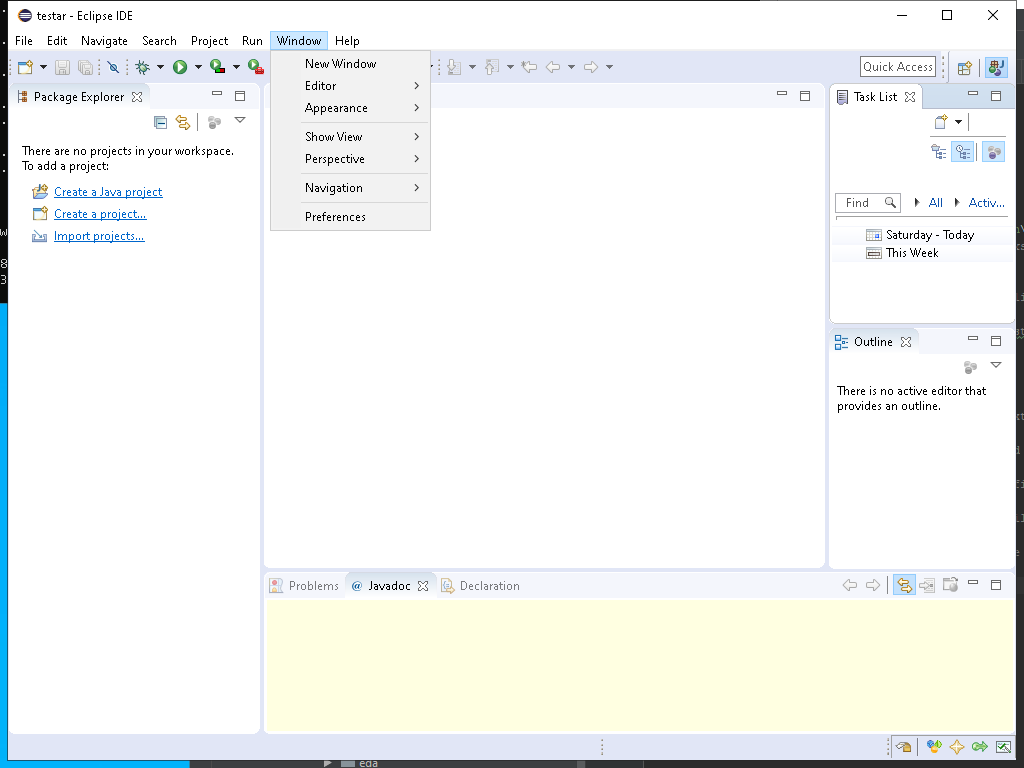 testar - Eclipse IDE
File Edit Navigate Search Project Run Window Help
Quick Access
New Window
Editor
Appearance
Show View
Perspective
Navigation
Preferences
Package Explorer
There are no projects in your workspace.
To add a project:
Create a Java project
Create a project...
Import projects...
Task List
Find All Activ...
Saturday - Today
This Week
Outline
There is no active editor that
provides an outline.
Problems @ Javadoc Declaration
eda